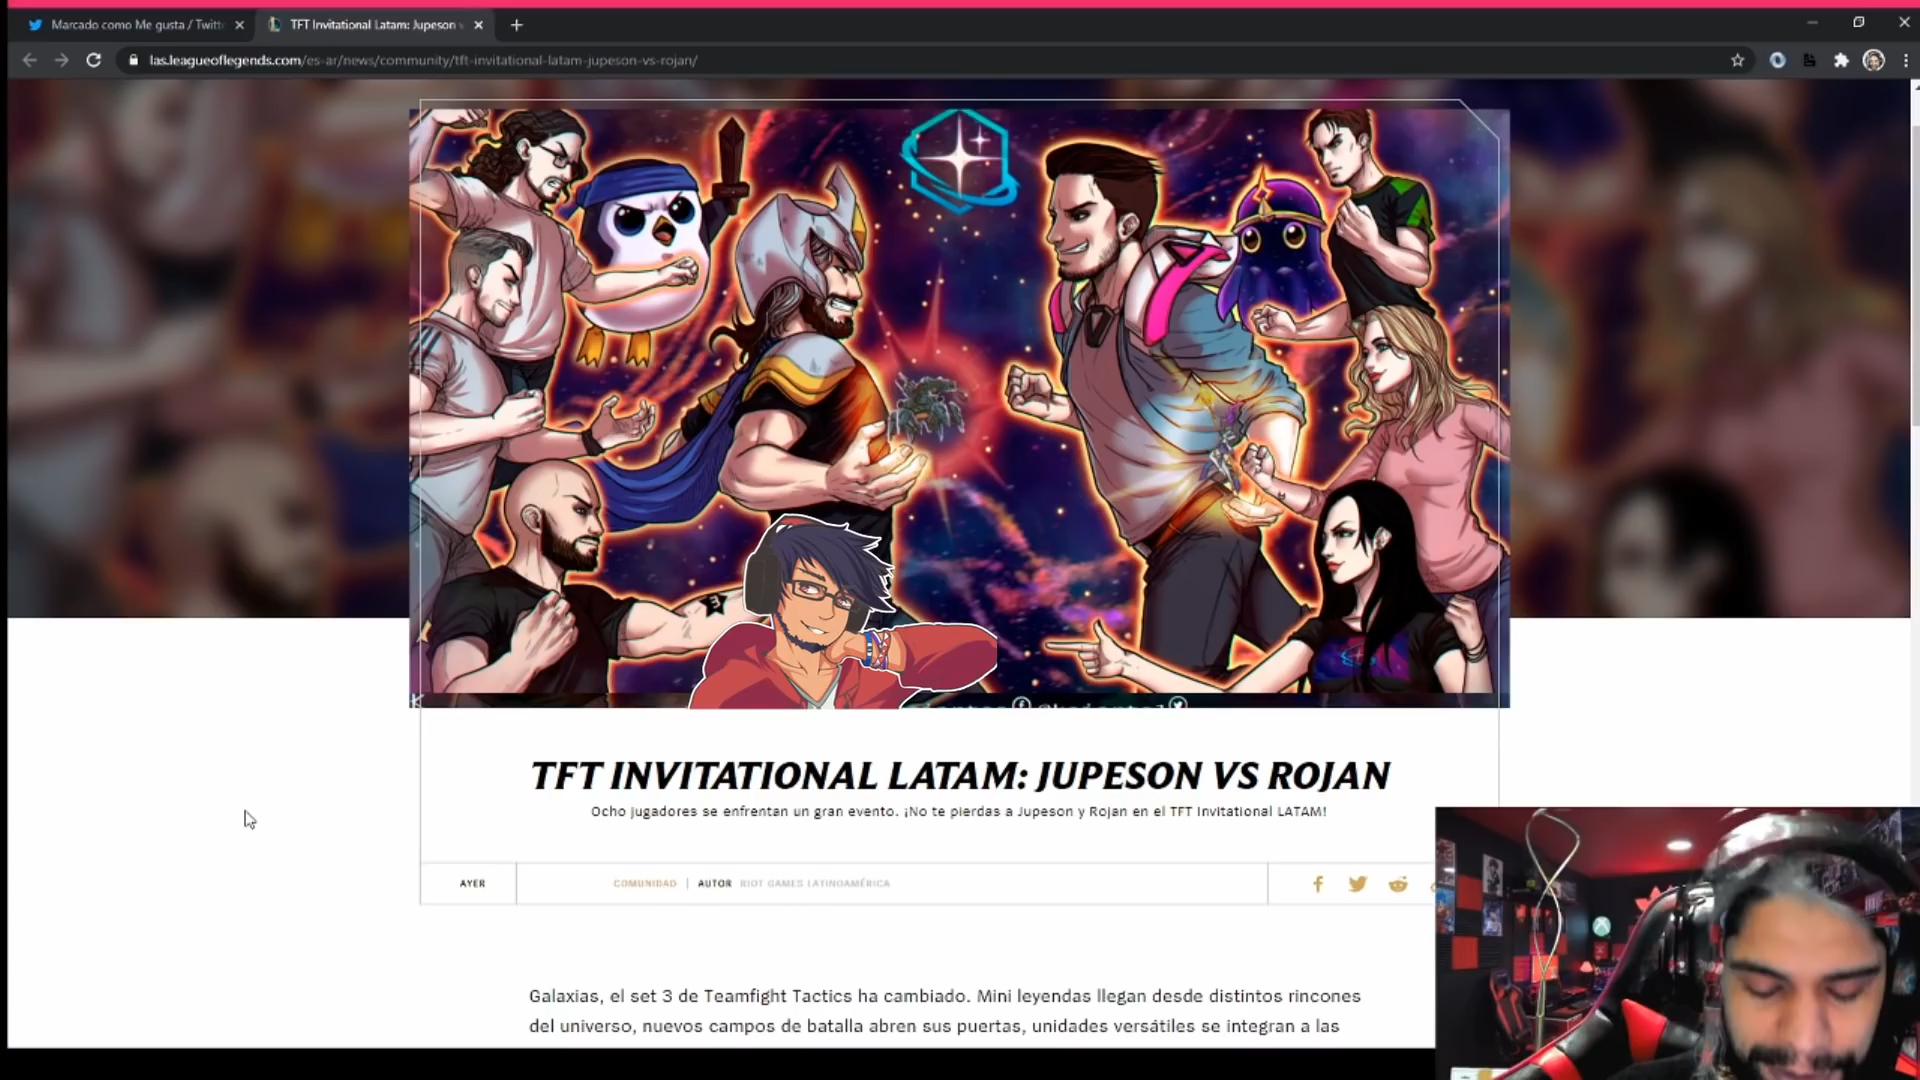 Marcado como Me gusta / Twitt
TFT Invitational Latam: Jupeson v
las.leagueoflegends.com/es-ar/news/community/tft-invitational-latam-jupeson-vs-rojan/
TFT INVITATIONAL LATAM: JUPESON VS ROJAN
Ocho jugadores se enfrentan un gran evento. ¡No te pierdas a Jupeson y Rojan en el TFT Invitational LATAM!
AYER
COMUNIDAD | AUTOR RIOT GAMES LATINOAMÉRICA
Galaxias, el set 3 de Teamfight Tactics ha cambiado. Mini leyendas llegan desde distintos rincones
del universo, nuevos campos de batalla abren sus puertas, unidades versátiles se integran a las